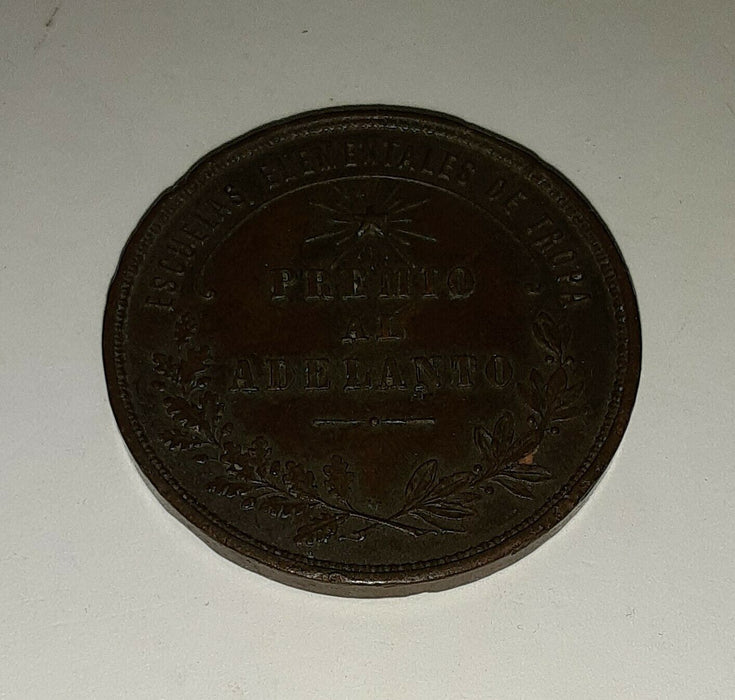 ESCUELAS ELEMENTALES DE TROPA
PREMIO
AL
ADELANTO